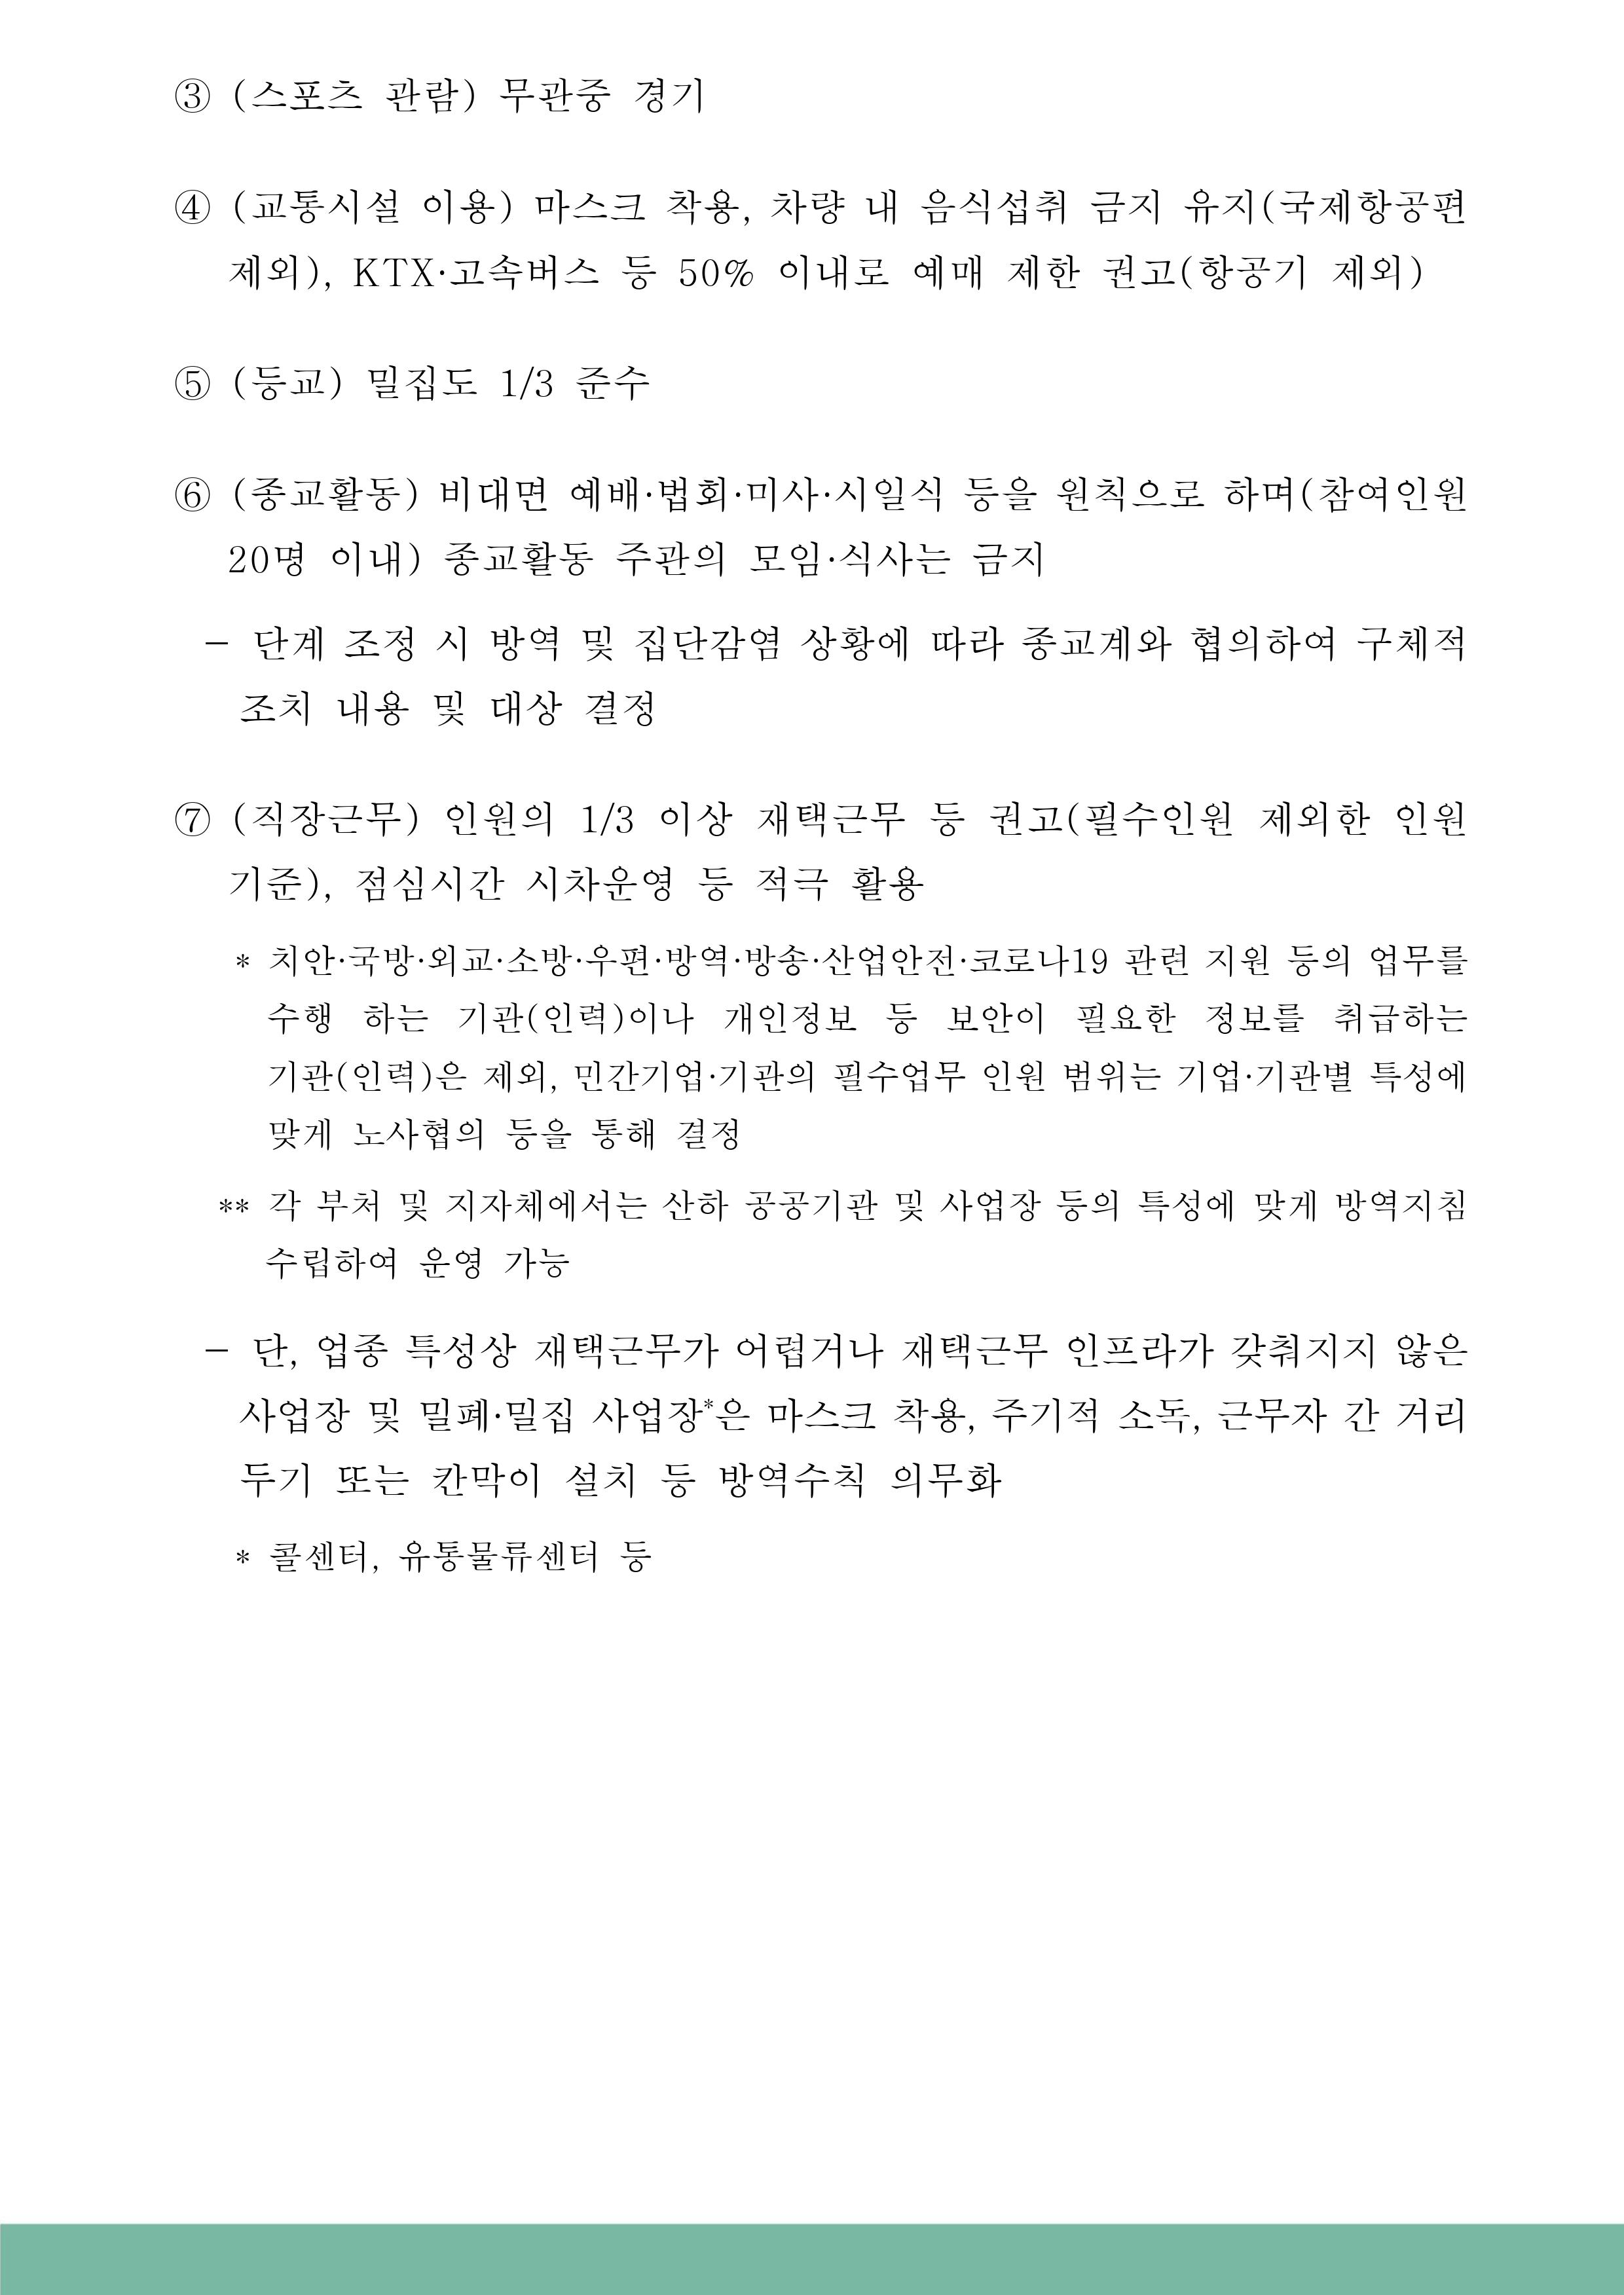 ③ (스포츠 관람) 무관중 경기
④ (교통시설 이용) 마스크 착용, 차량 내 음식섭취 금지 유지(국제항공편
제외), KTX·고속버스 등 50% 이내로 예매 제한 권고(항공기 제외)
⑤ (등교) 밀집도 1/3 준수
⑥ (종교활동) 비대면 예배·법회·미사·시일식 등을 원칙으로 하며(참여인원
20명 이내) 종교활동 주관의 모임·식사는 금지
- 단계 조정 시 방역 및 집단감염 상황에 따라 종교계와 협의하여 구체적
조치 내용 및 대상 결정
⑦ (직장근무) 인원의 1/3 이상 재택근무 등 권고(필수인원 제외한 인원
기준), 점심시간 시차운영 등 적극 활용
* 치안·국방·외교·소방·우편·방역·방송·산업안전·코로나19 관련 지원 등의 업무를
수행 하는 기관(인력)이나 개인정보 등 보안이 필요한 정보를 취급하는
기관(인력)은 제외, 민간기업·기관의 필수업무 인원 범위는 기업·기관별 특성에
맞게 노사협의 등을 통해 결정
** 각 부처 및 지자체에서는 산하 공공기관 및 사업장 등의 특성에 맞게 방역지침
수립하여 운영 가능
- 단, 업종 특성상 재택근무가 어렵거나 재택근무 인프라가 갖춰지지 않은
사업장 및 밀폐·밀집 사업장*은 마스크 착용, 주기적 소독, 근무자 간 거리
두기 또는 칸막이 설치 등 방역수칙 의무화
* 콜센터, 유통물류센터 등